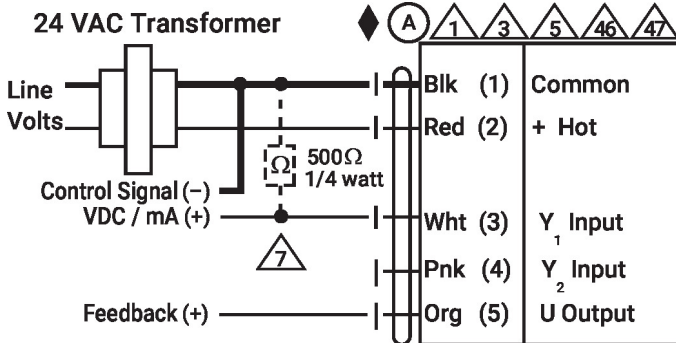 24 VAC Transformer
A 1 3 5 46 47
Line
Volts
Blk (1) Common
Red (2) + Hot
Ω 500Ω
1/4 watt
Control Signal (−)
VDC / mA (+)
Wht (3) Y1 Input
7
Pnk (4) Y2 Input
Feedback (+)
Org (5) U Output